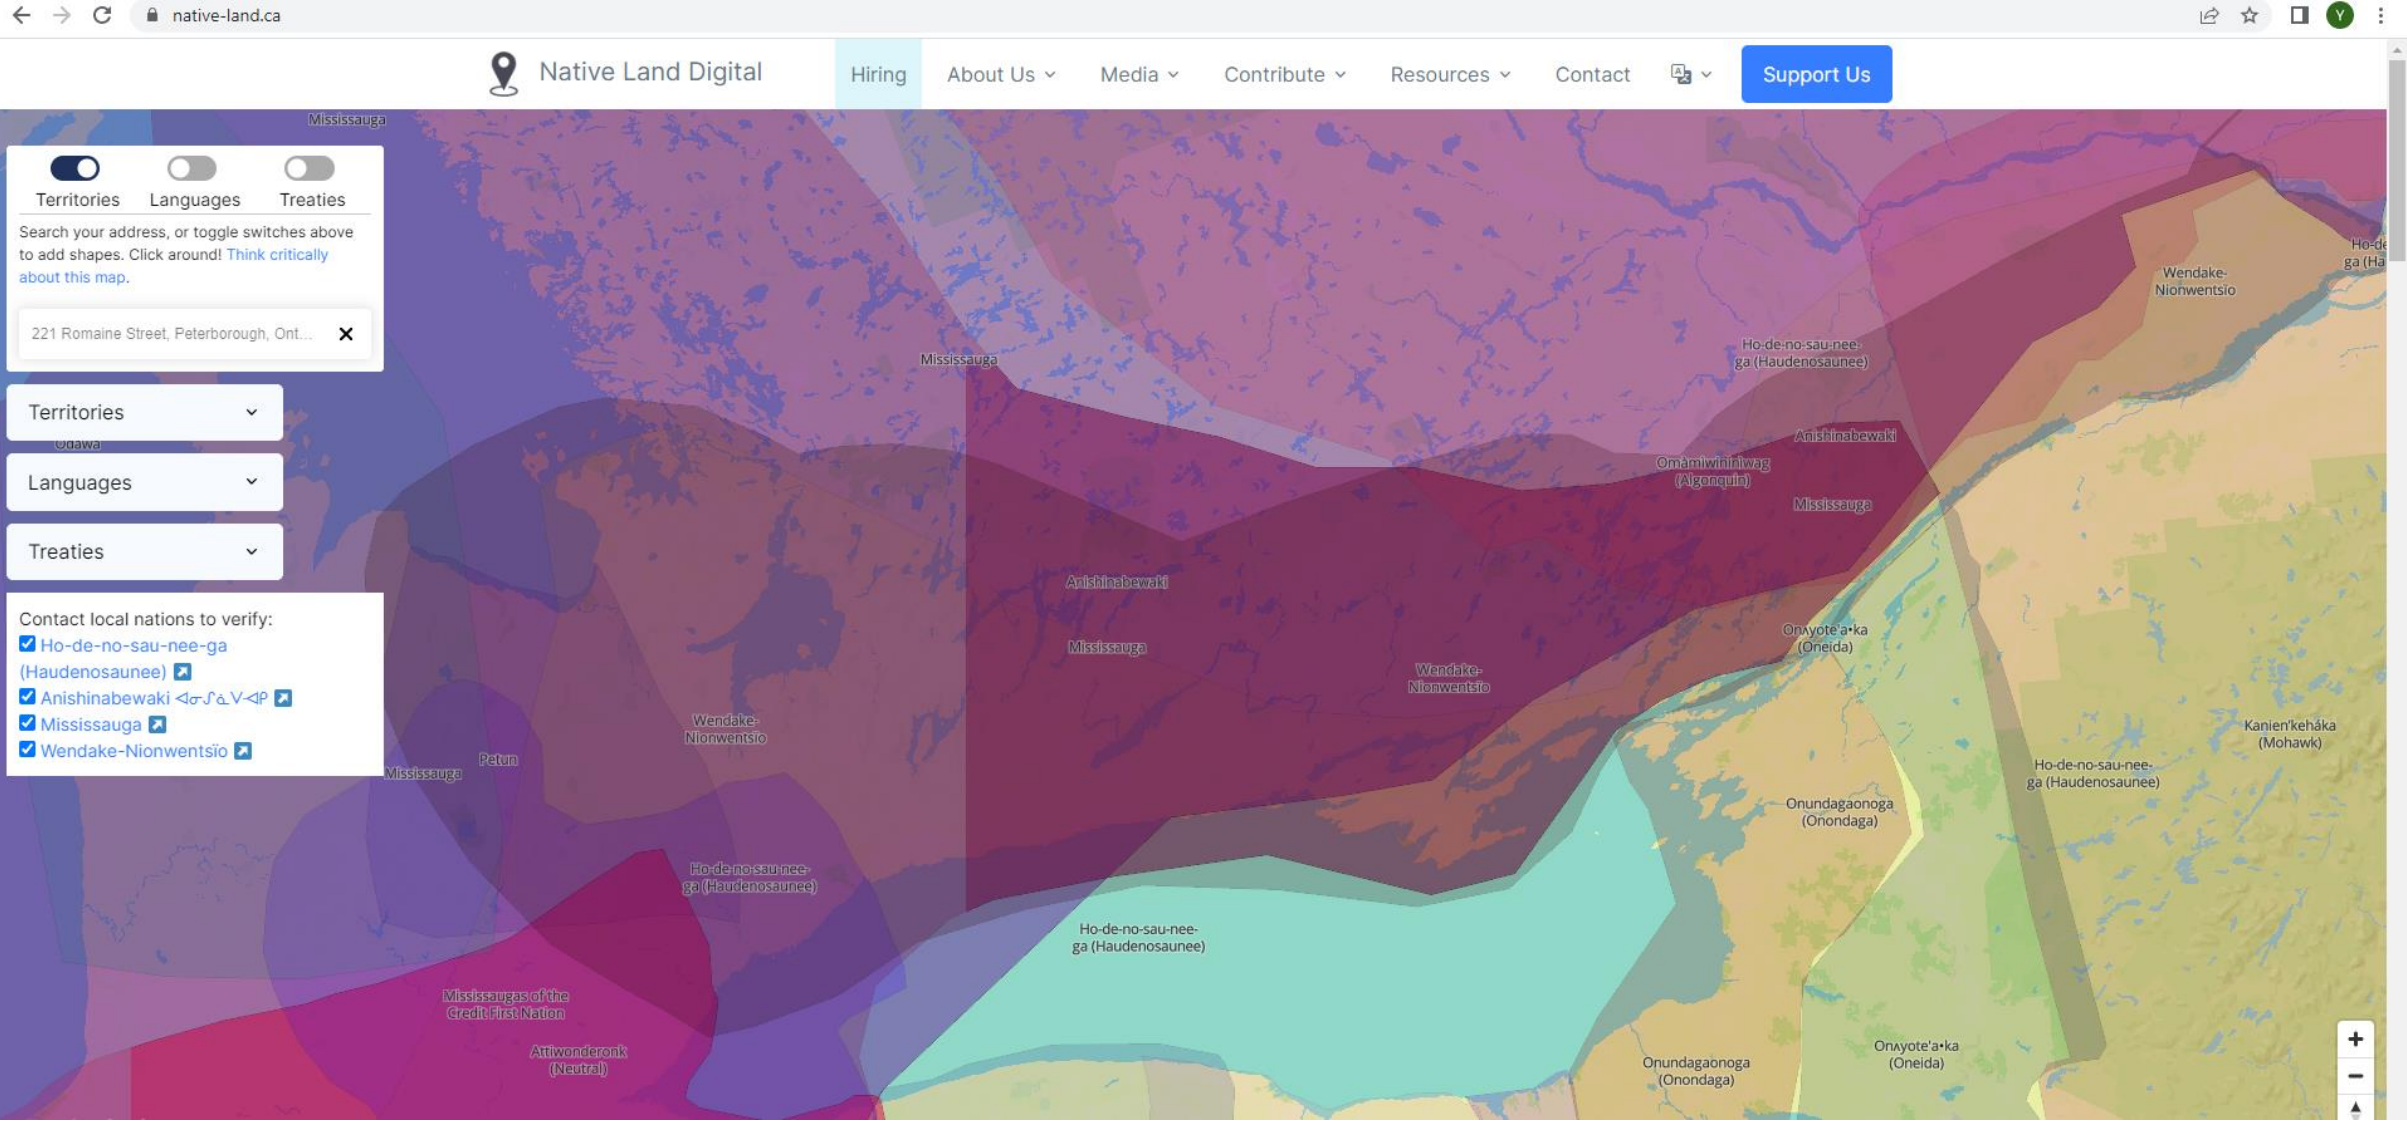 native-land.ca
Y
Native Land Digital
Hiring
About Us
Media
Contribute
Resources
Contact
Support Us
Mississauga
Territories
Languages
Treaties
Search your address, or toggle switches above
to add shapes. Click around! Think critically
about this map.
221 Romaine Street, Peterborough, Ont...
Territories
Odawa
Languages
Treaties
Contact local nations to verify:
Ho-de-no-sau-nee-ga
(Haudenosaunee)
Anishinabewaki ᐊᓂᔑᓈᐯᐗᑭ
Mississauga
Wendake-Nionwentsïo
Mississauga
Ho-de-no-sau-nee-
ga (Haudenosaunee)
Wendake-
Nionwentsïo
Ho-de
ga (Ha
Anishinabewaki
Omàmìwininìwag
(Algonquin)
Mississauga
Anishinabewaki
Mississauga
Onʌyote'a•ka
(Oneida)
Wendake-
Nionwentsïo
Wendake-
Nionwentsïo
Petun
Mississauga
Kanien'kehá꞉ka
(Mohawk)
Ho-de-no-sau-nee-
ga (Haudenosaunee)
Onundagaonoga
(Onondaga)
Ho-de-no-sau-nee-
ga (Haudenosaunee)
Ho-de-no-sau-nee-
ga (Haudenosaunee)
Mississaugas of the
Credit First Nation
Attiwonderonk
(Neutral)
Onundagaonoga
(Onondaga)
Onʌyote'a•ka
(Oneida)
+
−